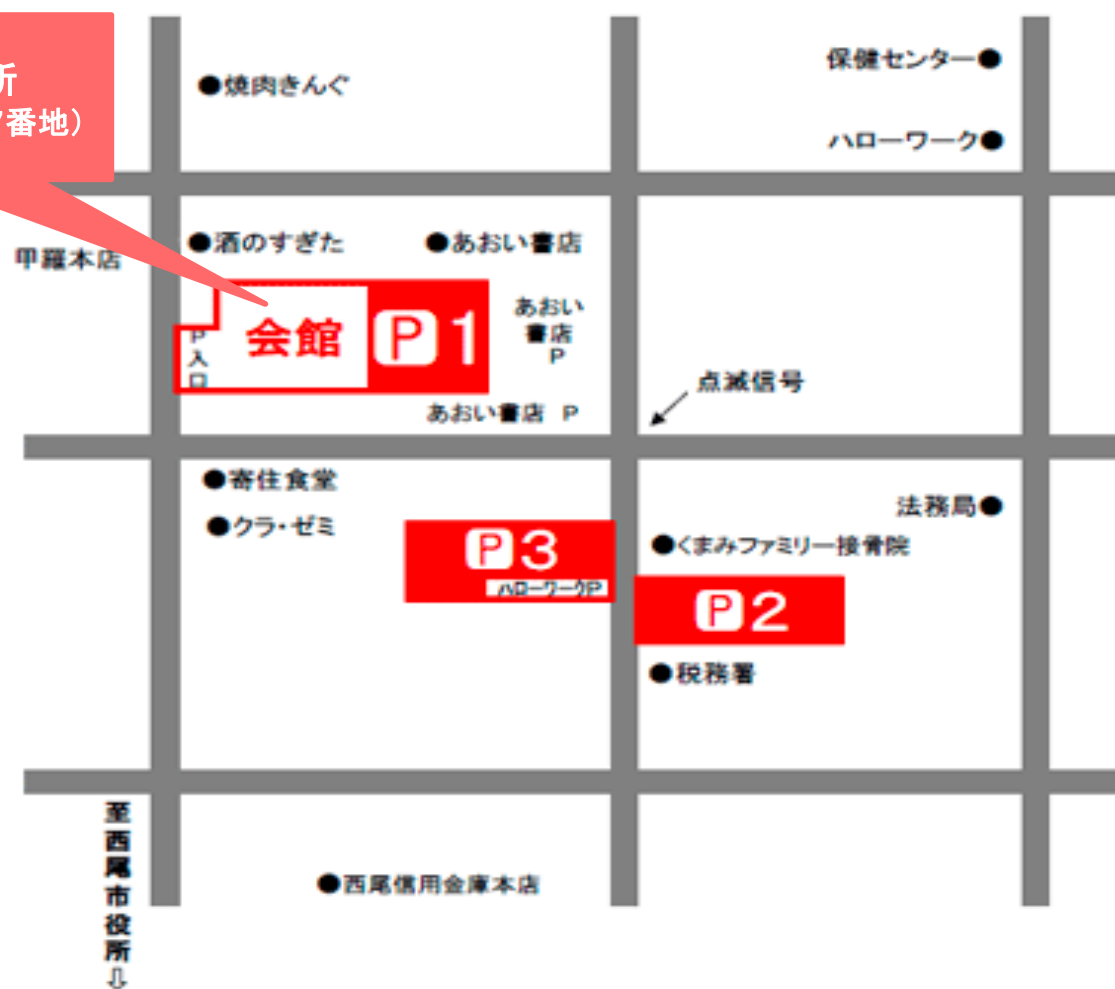 所
番地)
●焼肉きんぐ
保健センター●
ハローワーク●
甲羅本店
●酒のすぎた
●あおい書店
会館
P1
P入口
あおい
書店
P
あおい書店 P
点滅信号
●寄住食堂
●クラ・ゼミ
P3
ハローワークP
法務局●
●くまみファミリー接骨院
P2
●税務署
至西尾市役所⇩
●西尾信用金庫本店